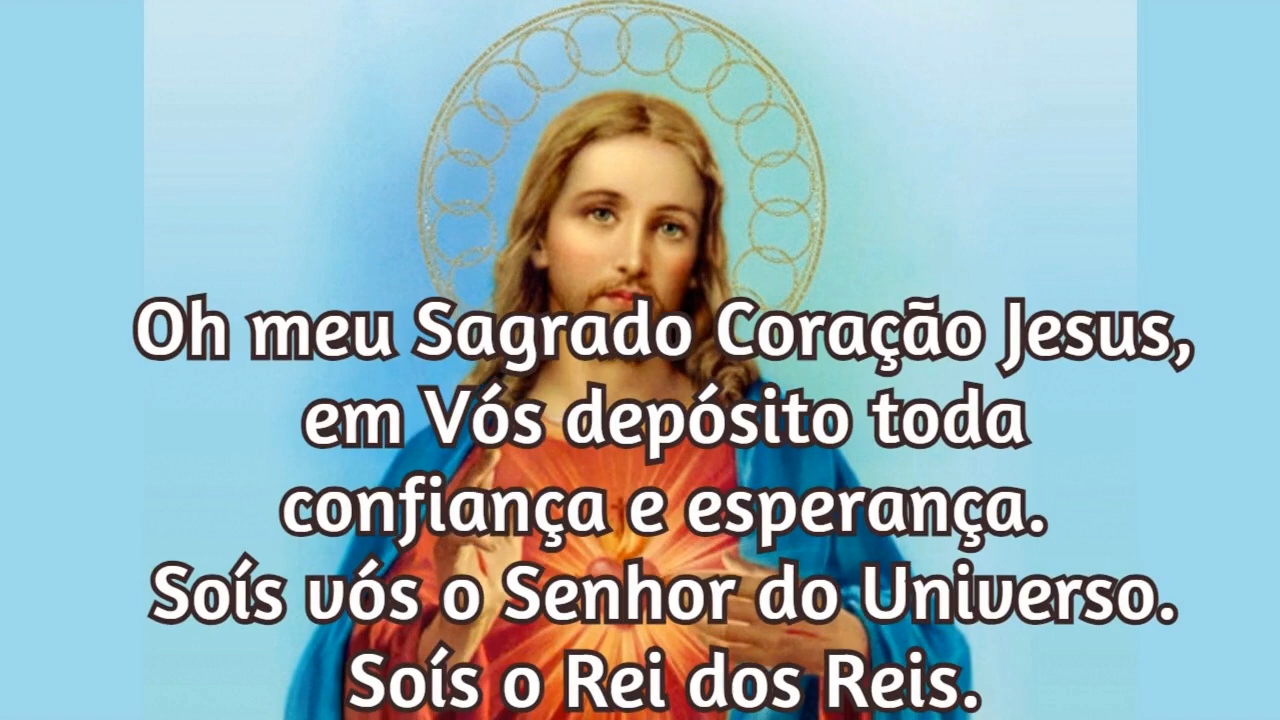 Oh meu Sagrado Coração Jesus,
em Vós depósito toda
confiança e esperança.
Soís vós o Senhor do Universo.
Soís o Rei dos Reis.